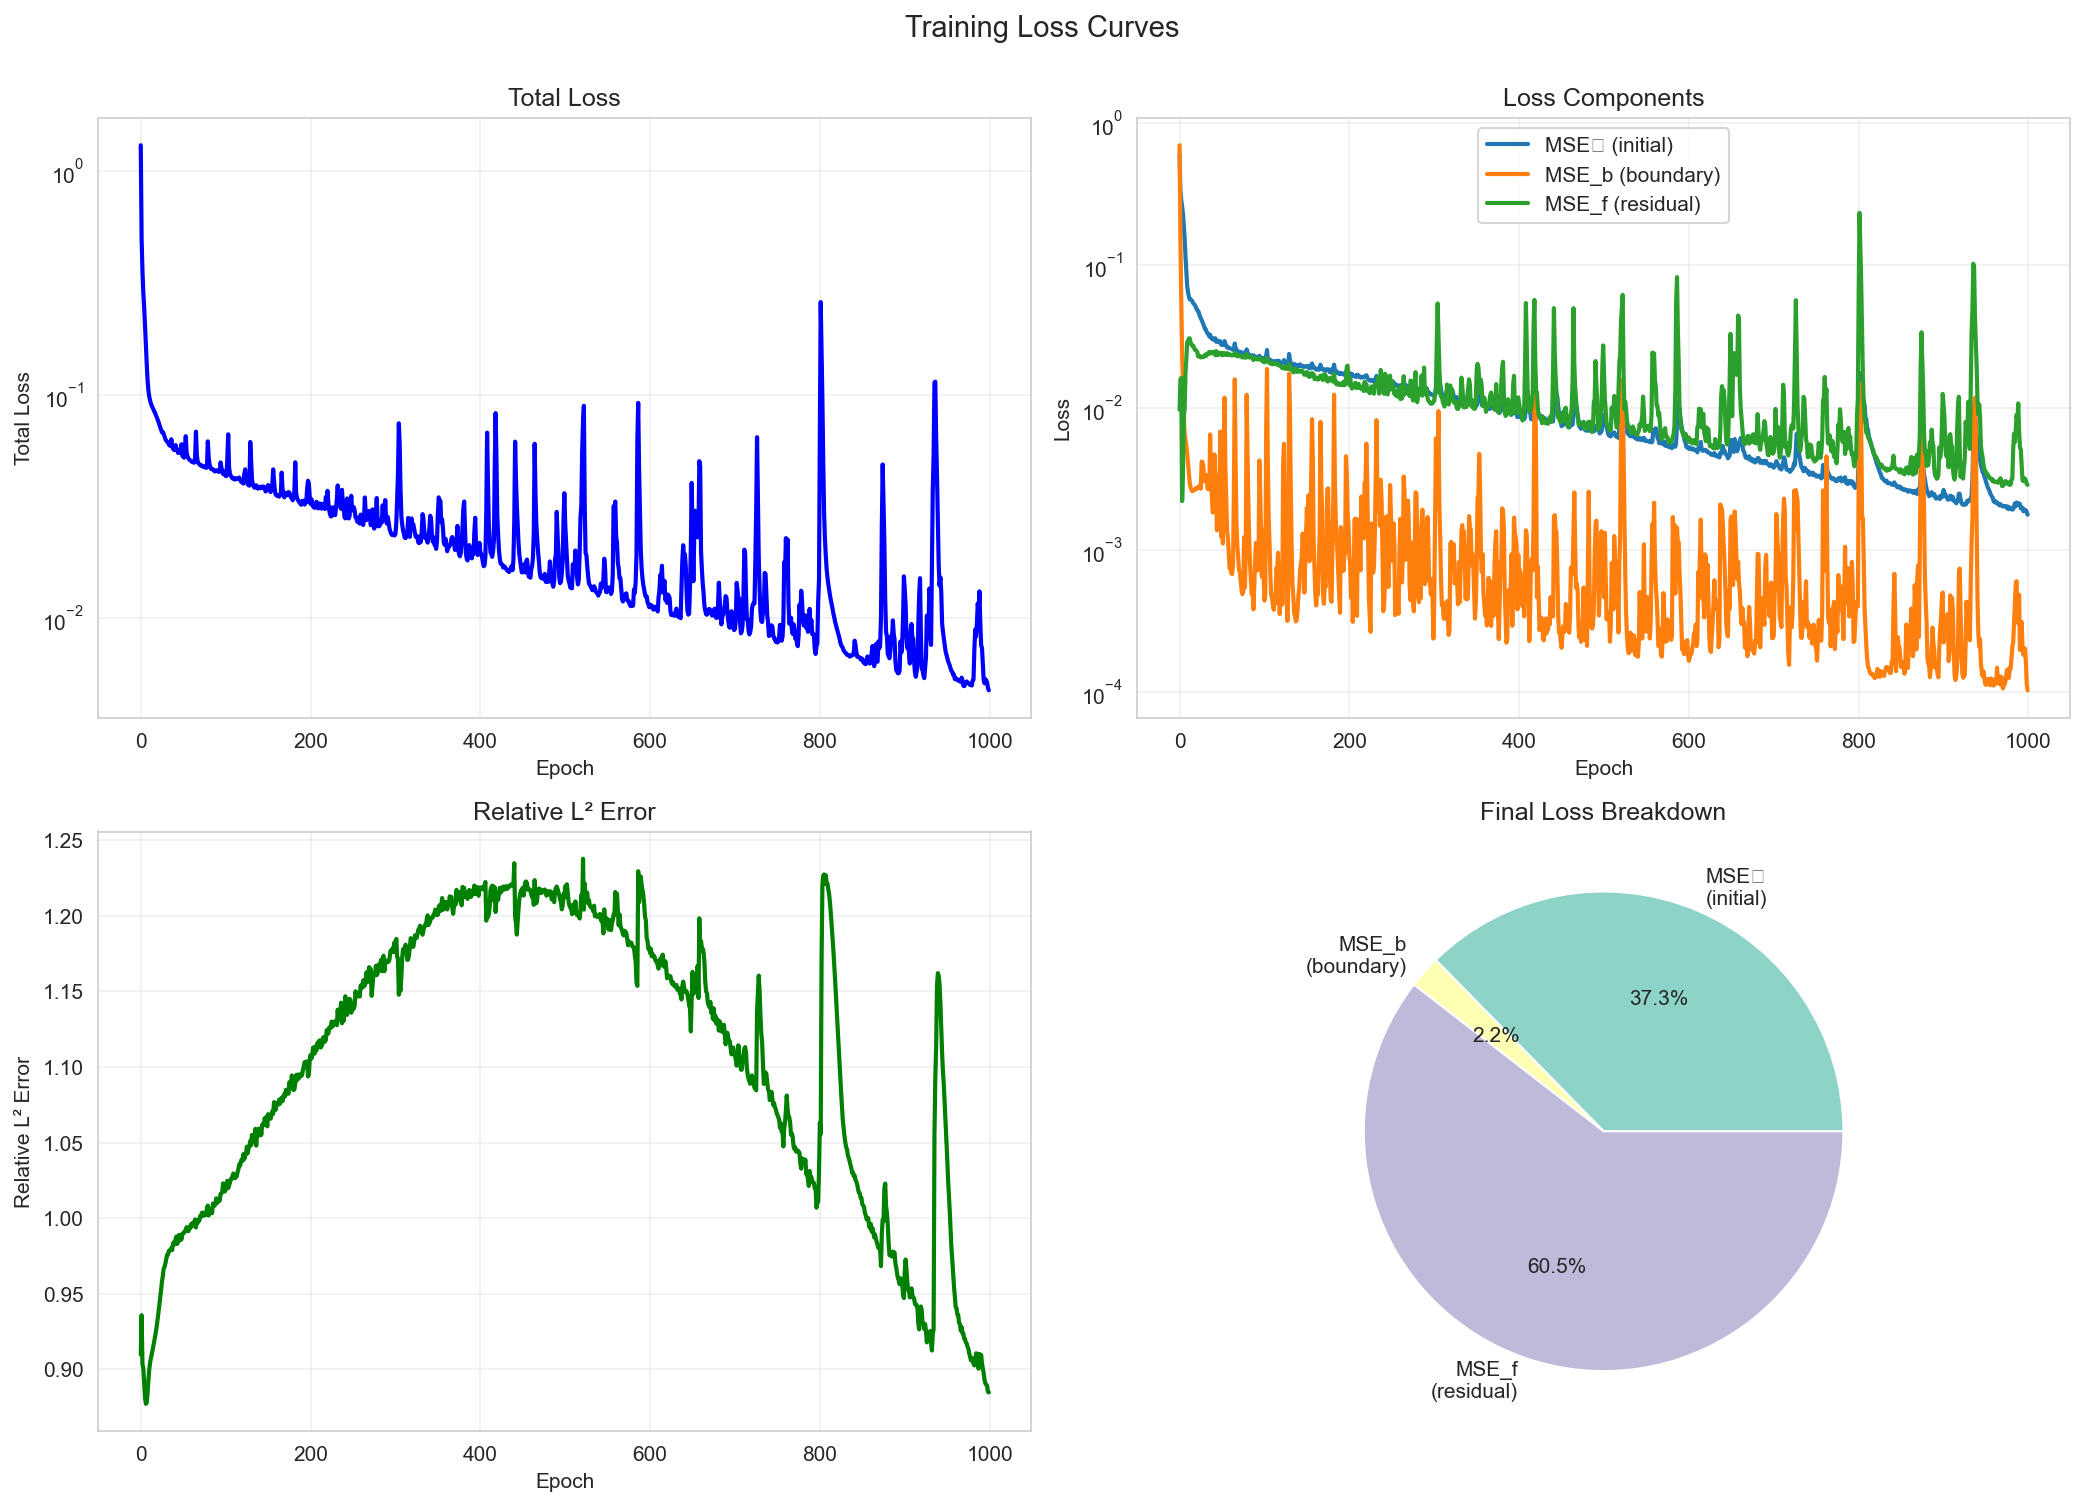 Training Loss Curves
Total Loss
Total Loss
10⁰
10⁻¹
10⁻²
0 200 400 600 800 1000
Epoch
Loss Components
Loss
10⁰
10⁻¹
10⁻²
10⁻³
10⁻⁴
MSE□ (initial)
MSE_b (boundary)
MSE_f (residual)
0 200 400 600 800 1000
Epoch
Relative L² Error
Relative L² Error
1.25
1.20
1.15
1.10
1.05
1.00
0.95
0.90
0 200 400 600 800 1000
Epoch
Final Loss Breakdown
MSE□
(initial)
MSE_b
(boundary)
37.3%
2.2%
60.5%
MSE_f
(residual)